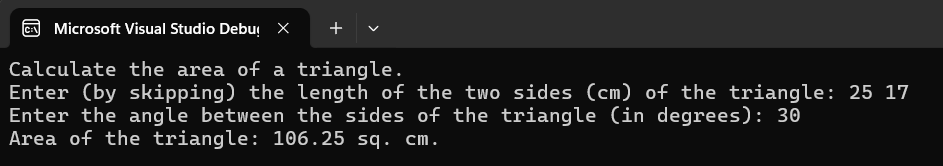 Microsoft Visual Studio Debu
Calculate the area of a triangle.
Enter (by skipping) the length of the two sides (cm) of the triangle: 25 17
Enter the angle between the sides of the triangle (in degrees): 30
Area of the triangle: 106.25 sq. cm.